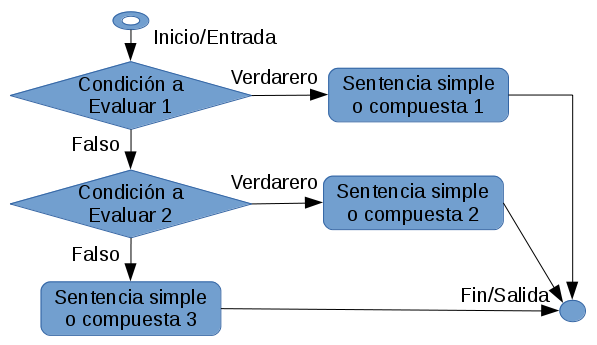 Inicio/Entrada
Condición a
Evaluar 1
Verdarero
Sentencia simple
o compuesta 1
Falso
Condición a
Evaluar 2
Verdarero
Sentencia simple
o compuesta 2
Falso
Sentencia simple
o compuesta 3
Fin/Salida